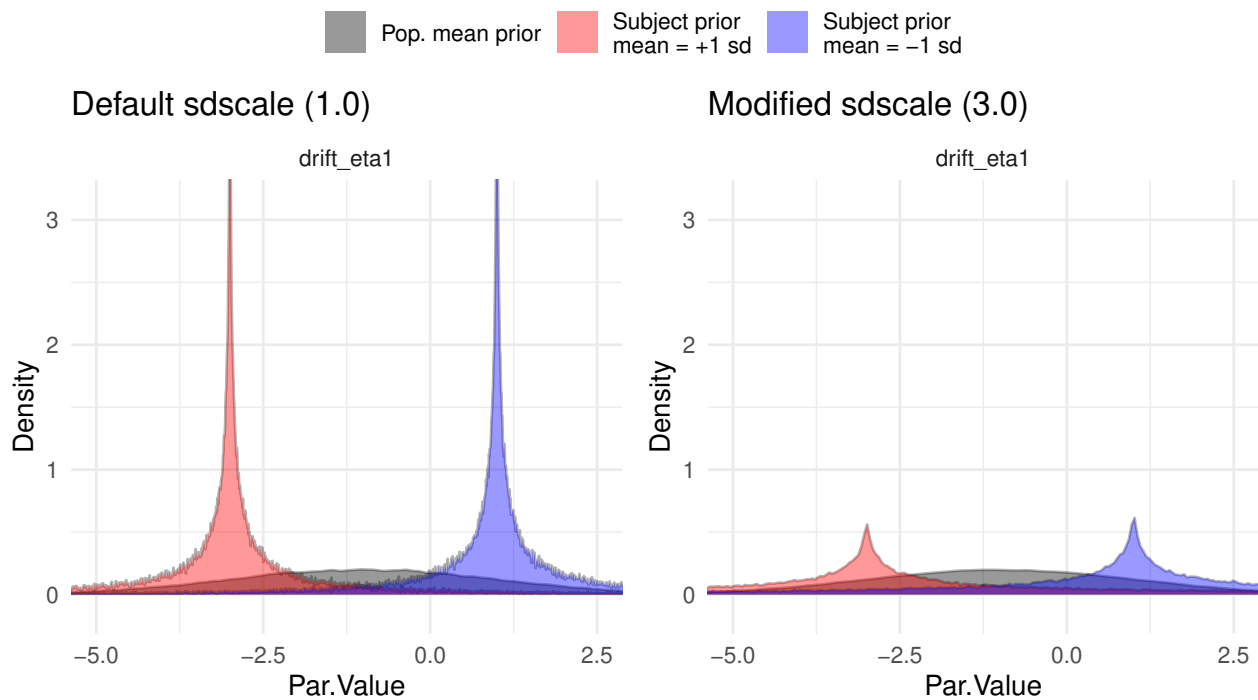 Pop. mean prior
Subject prior
mean = +1 sd
Subject prior
mean = −1 sd
Default sdscale (1.0)
Modified sdscale (3.0)
drift_eta1
drift_eta1
3
2
1
0
Density
−5.0
−2.5
0.0
2.5
Par.Value
3
2
1
0
Density
−5.0
−2.5
0.0
2.5
Par.Value